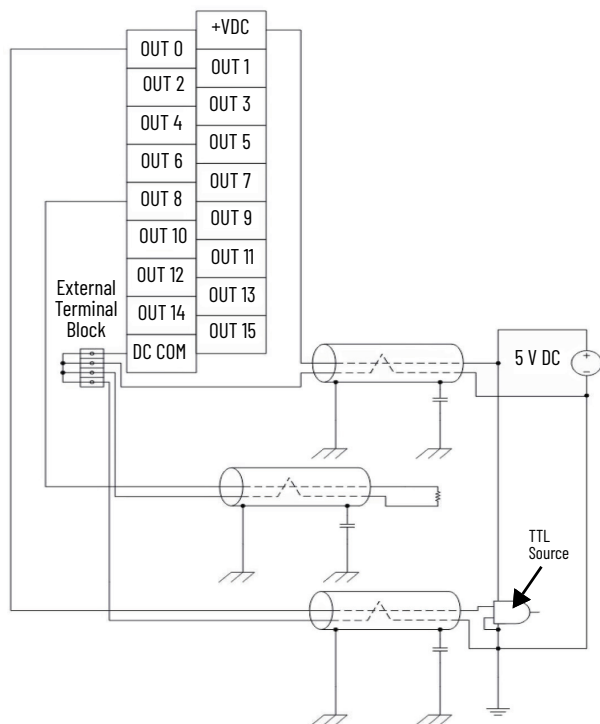 +VDC
OUT 0
OUT 1
OUT 2
OUT 3
OUT 4
OUT 5
OUT 6
OUT 7
OUT 8
OUT 9
OUT 10
OUT 11
OUT 12
OUT 13
OUT 14
OUT 15
DC COM
External
Terminal
Block
5 V DC
+
−
TTL
Source